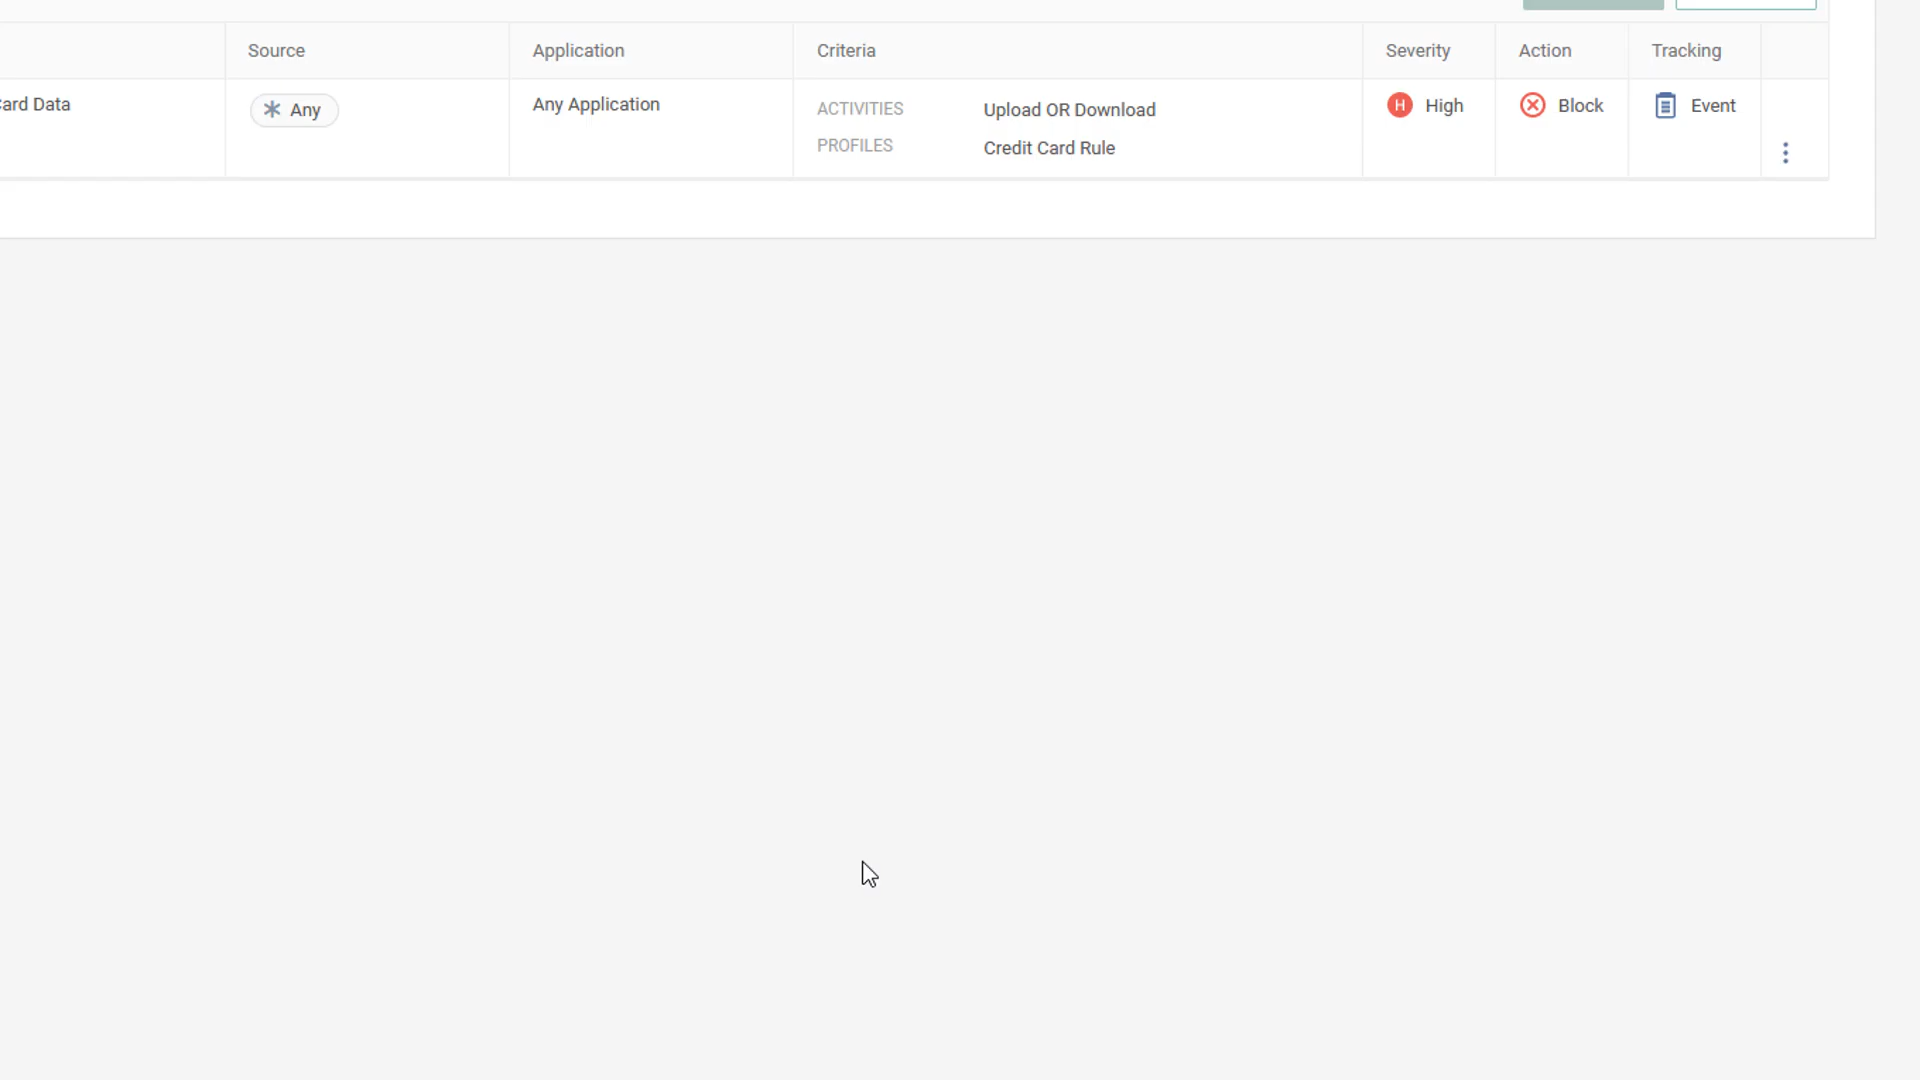 Source Application Criteria Severity Action Tracking
Card Data Any Any Application ACTIVITIES Upload OR Download H High Block Event
PROFILES Credit Card Rule